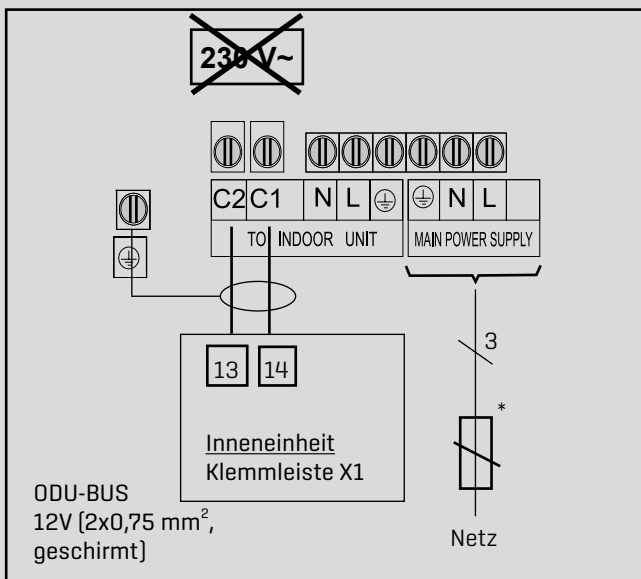 230 V~
C2 C1 N L N L
TO INDOOR UNIT MAIN POWER SUPPLY
3
13 14
*
Inneneinheit
Klemmleiste X1
ODU-BUS
12V (2x0,75 mm²,
geschirmt)
Netz